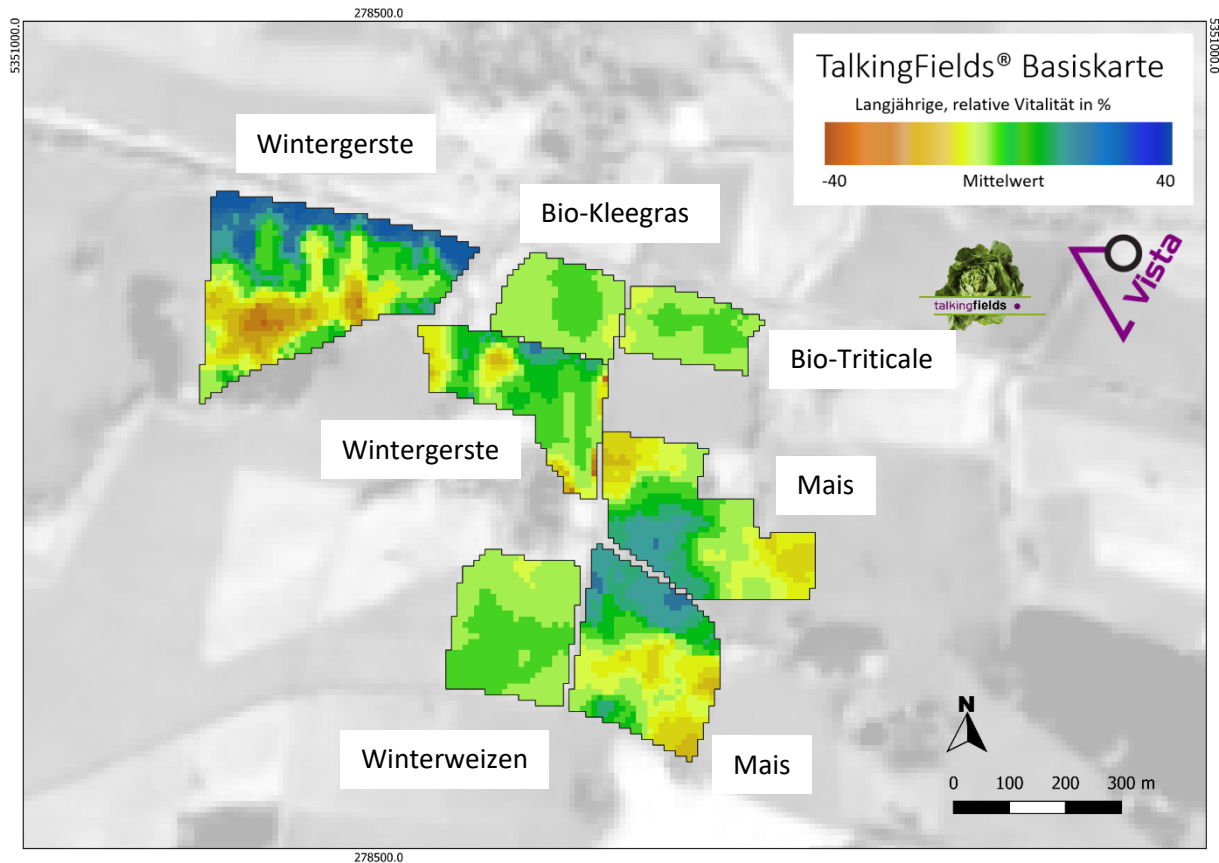 278500.0
5351000.0
5351000.0
TalkingFields® Basiskarte
Langjährige, relative Vitalität in %
-40 Mittelwert 40
Wintergerste
Bio-Kleegras
talkingfields
Vista
Bio-Triticale
Wintergerste
Mais
Winterweizen
Mais
N
0 100 200 300 m
278500.0